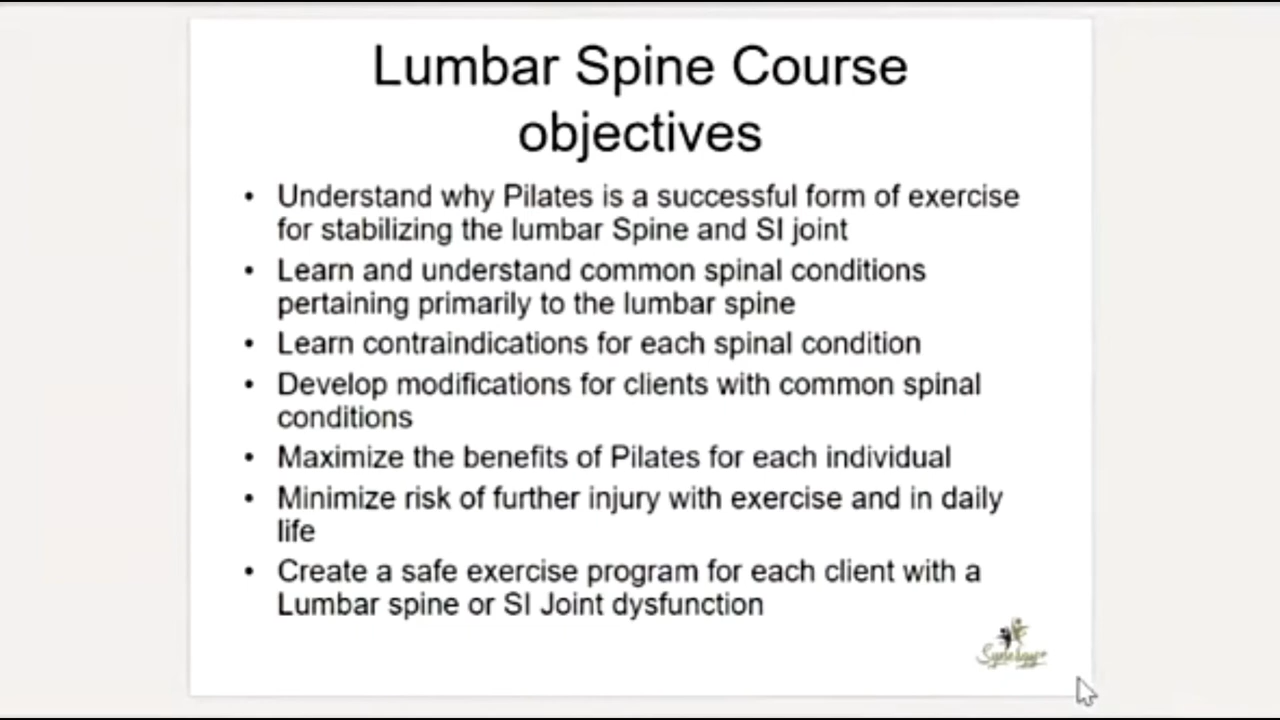 Lumbar Spine Course
objectives
• Understand why Pilates is a successful form of exercise
for stabilizing the lumbar Spine and SI joint
• Learn and understand common spinal conditions
pertaining primarily to the lumbar spine
• Learn contraindications for each spinal condition
• Develop modifications for clients with common spinal
conditions
• Maximize the benefits of Pilates for each individual
• Minimize risk of further injury with exercise and in daily
life
• Create a safe exercise program for each client with a
Lumbar spine or SI Joint dysfunction